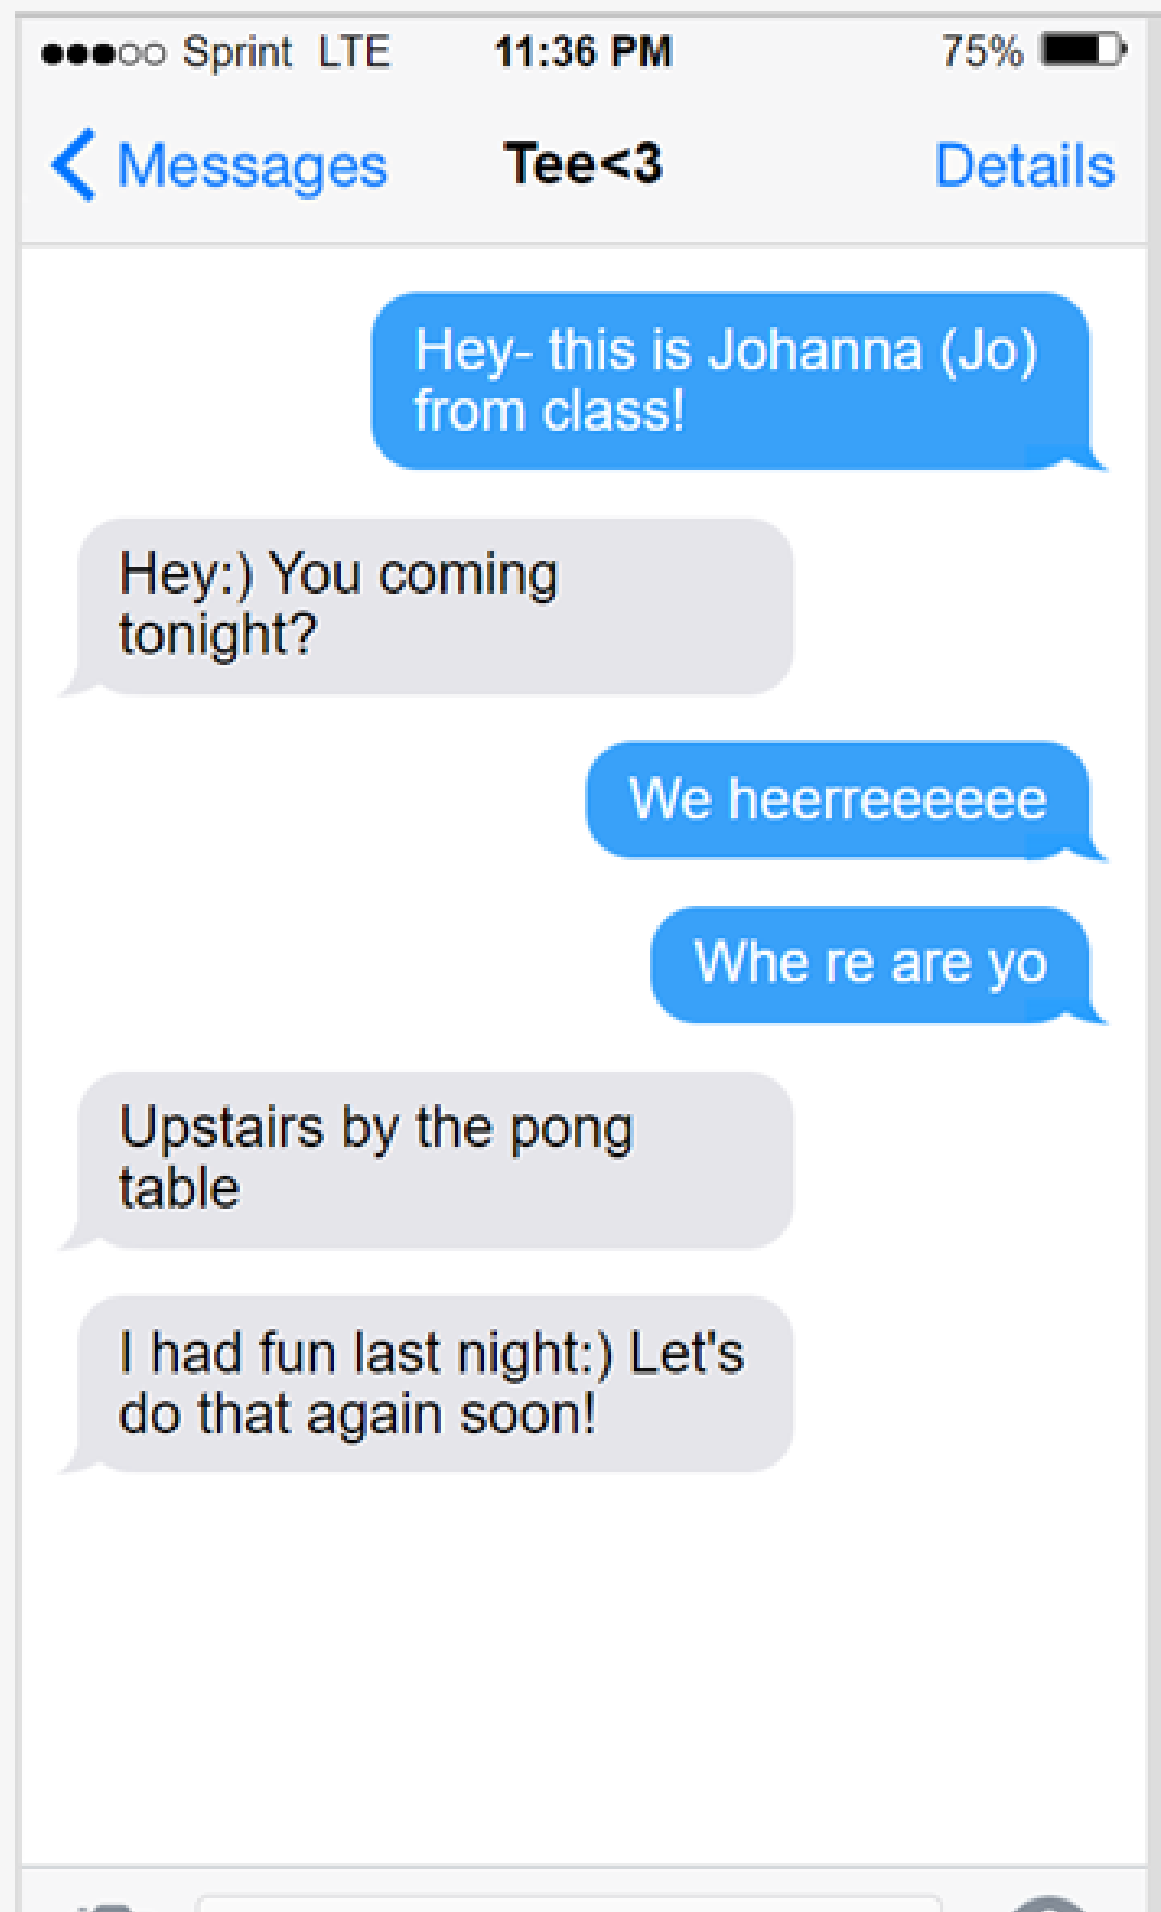 Sprint LTE 11:36 PM 75%
Messages Tee<3 Details
Hey- this is Johanna (Jo)
from class!
Hey:) You coming
tonight?
We heerreeeeee
Whe re are yo
Upstairs by the pong
table
I had fun last night:) Let's
do that again soon!